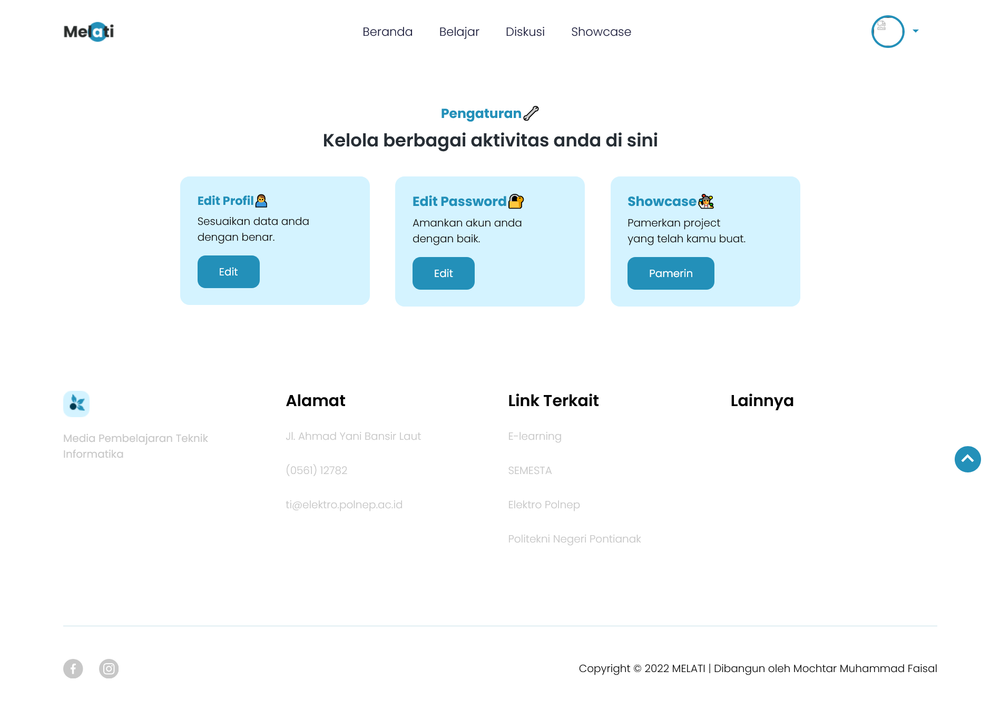 Melati
Beranda
Belajar
Diskusi
Showcase
Pengaturan
Kelola berbagai aktivitas anda di sini
Edit Profil
Sesuaikan data anda
dengan benar.
Edit
Edit Password
Amankan akun anda
dengan baik.
Edit
Showcase
Pamerkan project
yang telah kamu buat.
Pamerin
Media Pembelajaran Teknik
Informatika
Alamat
Jl. Ahmad Yani Bansir Laut
(0561) 12782
ti@elektro.polnep.ac.id
Link Terkait
E-learning
SEMESTA
Elektro Polnep
Politekni Negeri Pontianak
Lainnya
Copyright © 2022 MELATI | Dibangun oleh Mochtar Muhammad Faisal